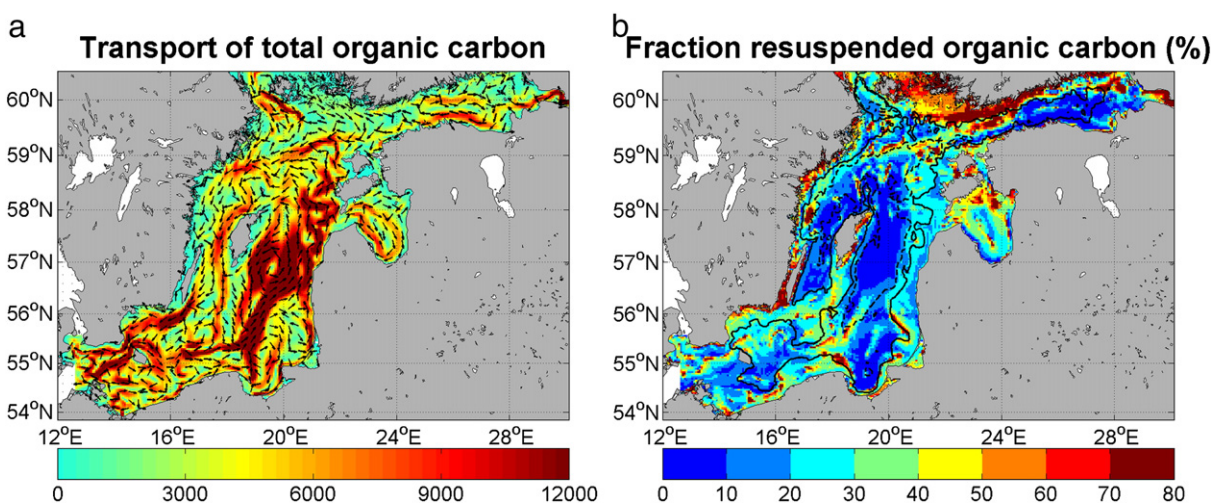 a
Transport of total organic carbon
60°N
59°N
58°N
57°N
56°N
55°N
54°N
12°E 16°E 20°E 24°E 28°E
0 3000 6000 9000 12000
b
Fraction resuspended organic carbon (%)
60°N
59°N
58°N
57°N
56°N
55°N
54°N
12°E 16°E 20°E 24°E 28°E
0 10 20 30 40 50 60 70 80